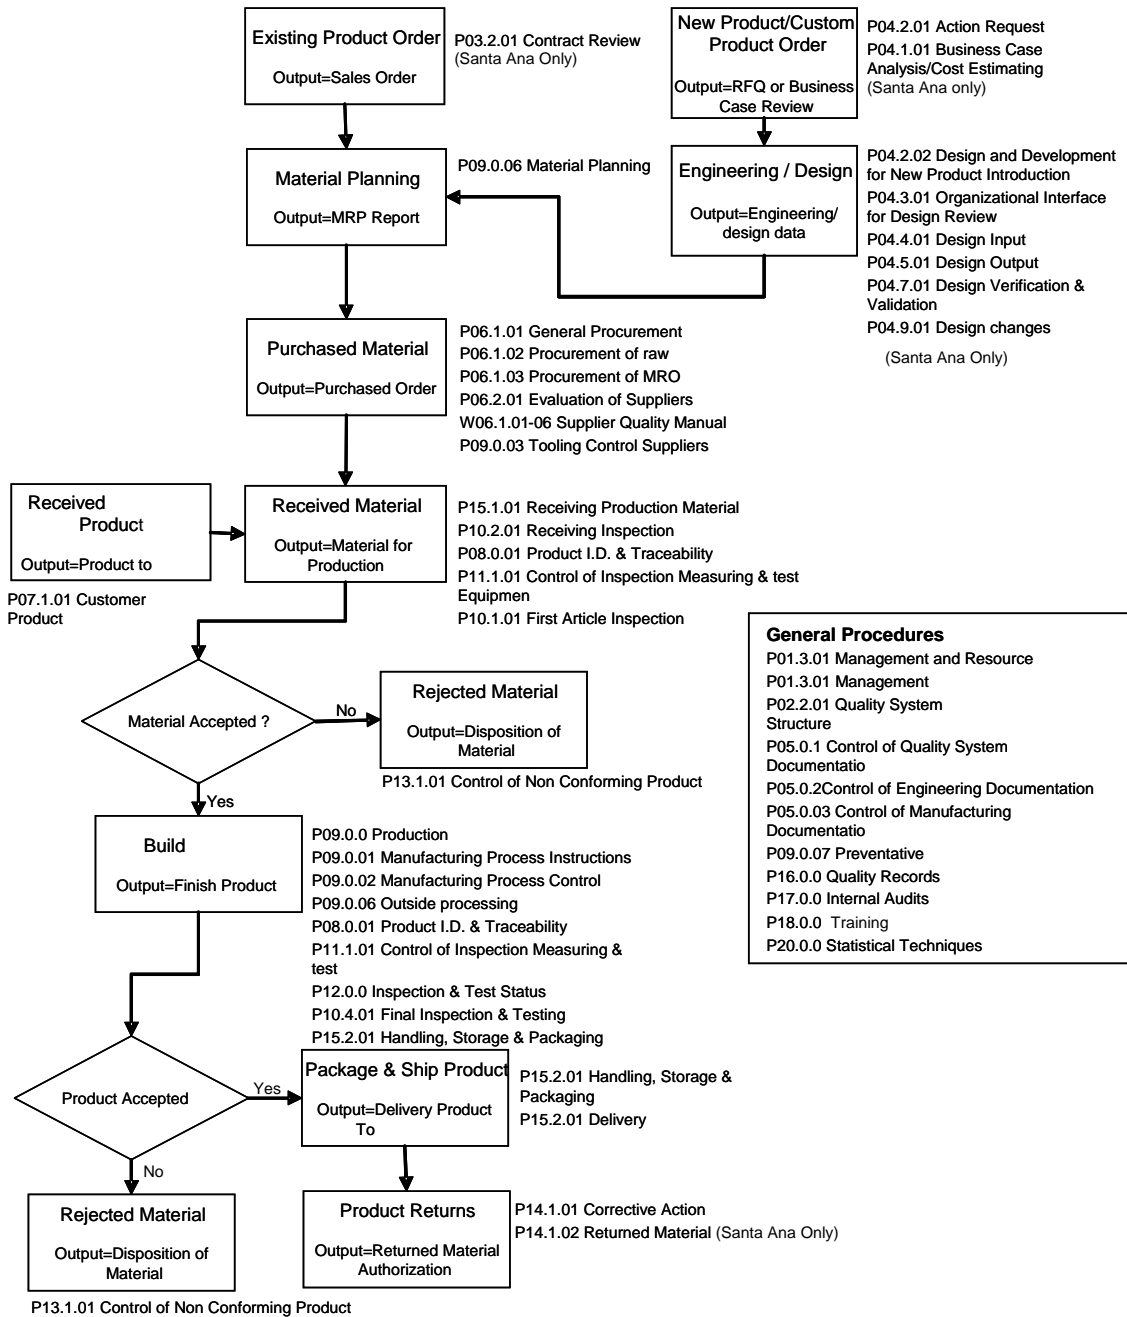 Existing Product Order
Output=Sales Order
P03.2.01 Contract Review
(Santa Ana Only)
New Product/Custom
Product Order
Output=RFQ or Business
Case Review
P04.2.01 Action Request
P04.1.01 Business Case
Analysis/Cost Estimating
(Santa Ana only)
Material Planning
Output=MRP Report
P09.0.06 Material Planning
Engineering / Design
Output=Engineering/
design data
P04.2.02 Design and Development
for New Product Introduction
P04.3.01 Organizational Interface
for Design Review
P04.4.01 Design Input
P04.5.01 Design Output
P04.7.01 Design Verification &
Validation
P04.9.01 Design changes
(Santa Ana Only)
Purchased Material
Output=Purchased Order
P06.1.01 General Procurement
P06.1.02 Procurement of raw
P06.1.03 Procurement of MRO
P06.2.01 Evaluation of Suppliers
W06.1.01-06 Supplier Quality Manual
P09.0.03 Tooling Control Suppliers
Received
Product
Output=Product to
P07.1.01 Customer
Product
Received Material
Output=Material for
Production
P15.1.01 Receiving Production Material
P10.2.01 Receiving Inspection
P08.0.01 Product I.D. & Traceability
P11.1.01 Control of Inspection Measuring & test
Equipmen
P10.1.01 First Article Inspection
Material Accepted ?
No
Yes
Rejected Material
Output=Disposition of
Material
P13.1.01 Control of Non Conforming Product
General Procedures
P01.3.01 Management and Resource
P01.3.01 Management
P02.2.01 Quality System
Structure
P05.0.1 Control of Quality System
Documentatio
P05.0.2Control of Engineering Documentation
P05.0.03 Control of Manufacturing
Documentatio
P09.0.07 Preventative
P16.0.0 Quality Records
P17.0.0 Internal Audits
P18.0.0 Training
P20.0.0 Statistical Techniques
Build
Output=Finish Product
P09.0.0 Production
P09.0.01 Manufacturing Process Instructions
P09.0.02 Manufacturing Process Control
P09.0.06 Outside processing
P08.0.01 Product I.D. & Traceability
P11.1.01 Control of Inspection Measuring &
test
P12.0.0 Inspection & Test Status
P10.4.01 Final Inspection & Testing
P15.2.01 Handling, Storage & Packaging
Product Accepted
Yes
No
Package & Ship Product
Output=Delivery Product
To
P15.2.01 Handling, Storage &
Packaging
P15.2.01 Delivery
Rejected Material
Output=Disposition of
Material
P13.1.01 Control of Non Conforming Product
Product Returns
Output=Returned Material
Authorization
P14.1.01 Corrective Action
P14.1.02 Returned Material (Santa Ana Only)